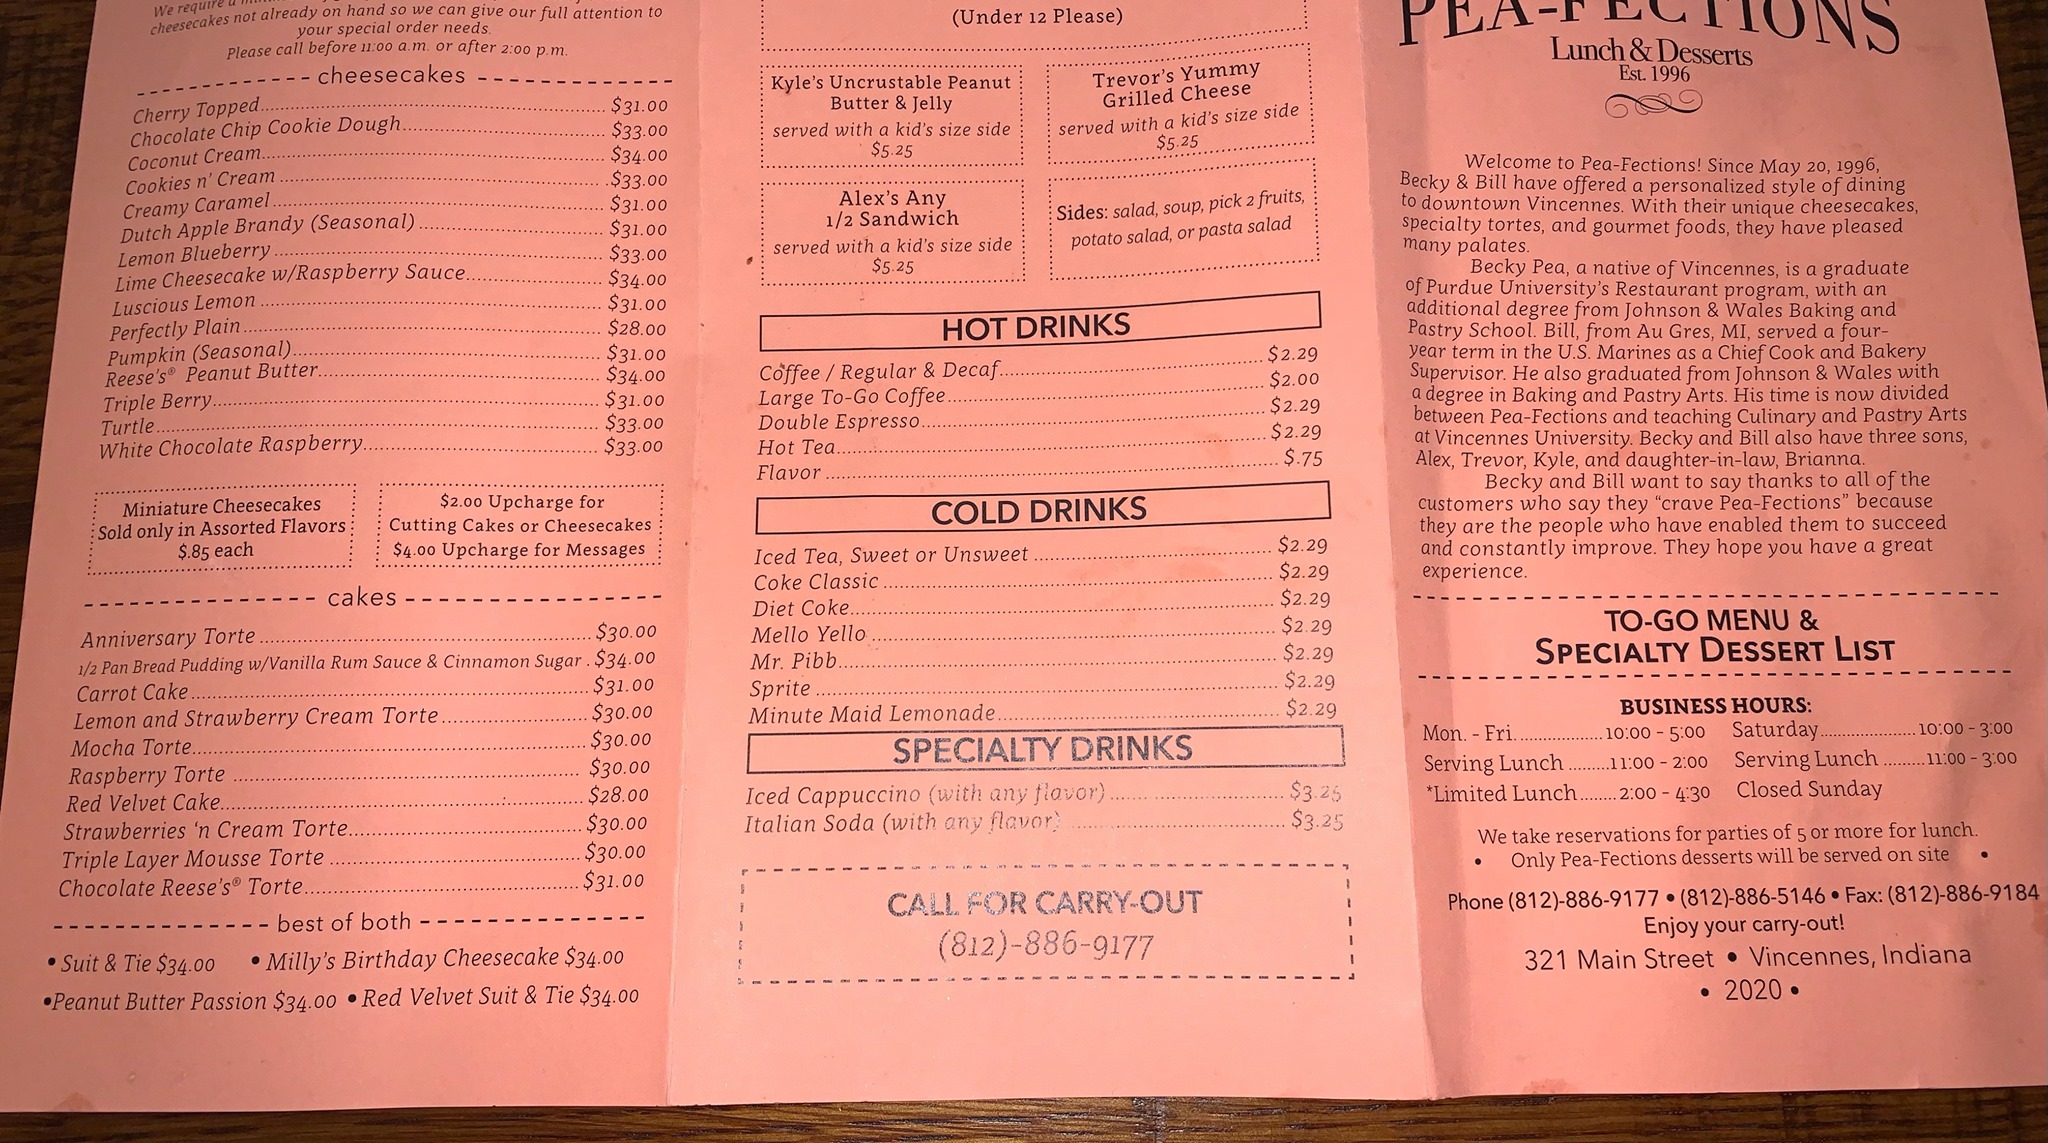 We require a
cheesecakes not already on hand so we can give our full attention to
your special order needs.
Please call before 11:00 a.m. or after 2:00 p.m.
cheesecakes
Cherry Topped $31.00
Chocolate Chip Cookie Dough $33.00
Coconut Cream $34.00
Cookies n' Cream $33.00
Creamy Caramel $31.00
Dutch Apple Brandy (Seasonal) $31.00
Lemon Blueberry $33.00
Lime Cheesecake w/Raspberry Sauce $34.00
Luscious Lemon $31.00
Perfectly Plain $28.00
Pumpkin (Seasonal) $31.00
Reese's® Peanut Butter $34.00
Triple Berry $31.00
Turtle $33.00
White Chocolate Raspberry $33.00
Miniature Cheesecakes
Sold only in Assorted Flavors
$.85 each
$2.00 Upcharge for
Cutting Cakes or Cheesecakes
$4.00 Upcharge for Messages
cakes
Anniversary Torte $30.00
1/2 Pan Bread Pudding w/Vanilla Rum Sauce & Cinnamon Sugar . $34.00
Carrot Cake $31.00
Lemon and Strawberry Cream Torte $30.00
Mocha Torte $30.00
Raspberry Torte $30.00
Red Velvet Cake $28.00
Strawberries 'n Cream Torte $30.00
Triple Layer Mousse Torte $30.00
Chocolate Reese's® Torte $31.00
best of both
• Suit & Tie $34.00 • Milly's Birthday Cheesecake $34.00
•Peanut Butter Passion $34.00 • Red Velvet Suit & Tie $34.00
(Under 12 Please)
Kyle's Uncrustable Peanut
Butter & Jelly
served with a kid's size side
$5.25
Trevor's Yummy
Grilled Cheese
served with a kid's size side
$5.25
Alex's Any
1/2 Sandwich
served with a kid's size side
$5.25
Sides: salad, soup, pick 2 fruits,
potato salad, or pasta salad
HOT DRINKS
Coffee / Regular & Decaf $2.29
Large To-Go Coffee $2.00
Double Espresso $2.29
Hot Tea $2.29
Flavor $.75
COLD DRINKS
Iced Tea, Sweet or Unsweet $2.29
Coke Classic $2.29
Diet Coke $2.29
Mello Yello $2.29
Mr. Pibb $2.29
Sprite $2.29
Minute Maid Lemonade $2.29
SPECIALTY DRINKS
Iced Cappuccino (with any flavor) $3.25
Italian Soda (with any flavor) $3.25
CALL FOR CARRY-OUT
(812)-886-9177
PEA-FECTIONS
Lunch & Desserts
Est. 1996
Welcome to Pea-Fections! Since May 20, 1996,
Becky & Bill have offered a personalized style of dining
to downtown Vincennes. With their unique cheesecakes,
specialty tortes, and gourmet foods, they have pleased
many palates.
Becky Pea, a native of Vincennes, is a graduate
of Purdue University's Restaurant program, with an
additional degree from Johnson & Wales Baking and
Pastry School. Bill, from Au Gres, MI, served a four-
year term in the U.S. Marines as a Chief Cook and Bakery
Supervisor. He also graduated from Johnson & Wales with
a degree in Baking and Pastry Arts. His time is now divided
between Pea-Fections and teaching Culinary and Pastry Arts
at Vincennes University. Becky and Bill also have three sons,
Alex, Trevor, Kyle, and daughter-in-law, Brianna.
Becky and Bill want to say thanks to all of the
customers who say they "crave Pea-Fections" because
they are the people who have enabled them to succeed
and constantly improve. They hope you have a great
experience.
TO-GO MENU &
SPECIALTY DESSERT LIST
BUSINESS HOURS:
Mon. - Fri. 10:00 - 5:00 Saturday 10:00 - 3:00
Serving Lunch 11:00 - 2:00 Serving Lunch 11:00 - 3:00
*Limited Lunch 2:00 - 4:30 Closed Sunday
We take reservations for parties of 5 or more for lunch.
• Only Pea-Fections desserts will be served on site •
Phone (812)-886-9177 • (812)-886-5146 • Fax: (812)-886-9184
Enjoy your carry-out!
321 Main Street • Vincennes, Indiana
• 2020 •